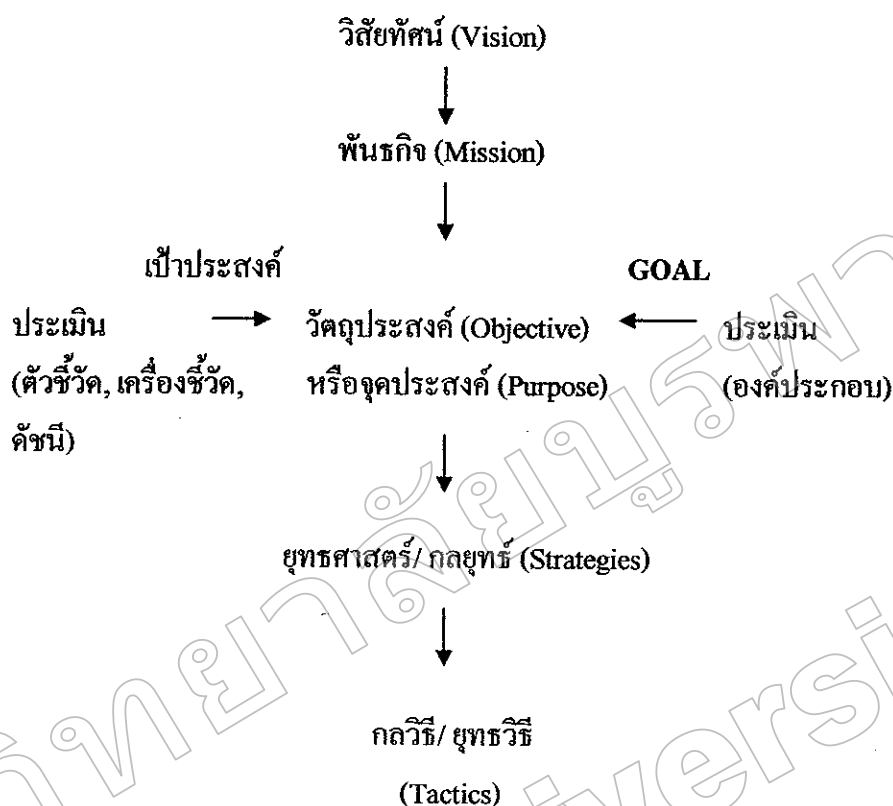 วิสัยทัศน์ (Vision)
พันธกิจ (Mission)
เป้าประสงค์ GOAL
ประเมิน วัตถุประสงค์ (Objective) ประเมิน
(ตัวชี้วัด, เครื่องชี้วัด, หรือจุดประสงค์ (Purpose) (องค์ประกอบ)
ดัชนี)
ยุทธศาสตร์/ กลยุทธ์ (Strategies)
กลวิธี/ ยุทธวิธี
(Tactics)